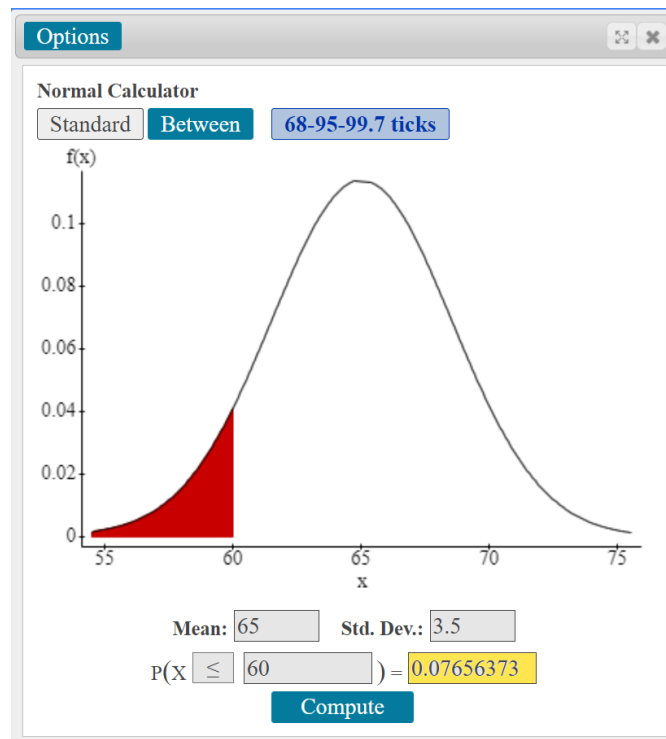 Options
Normal Calculator
Standard Between 68-95-99.7 ticks
f(x)
0.1
0.08
0.06
0.04
0.02
0
55 60 65 70 75
x
Mean: 65 Std. Dev.: 3.5
P(X ≤ 60 ) = 0.07656373
Compute